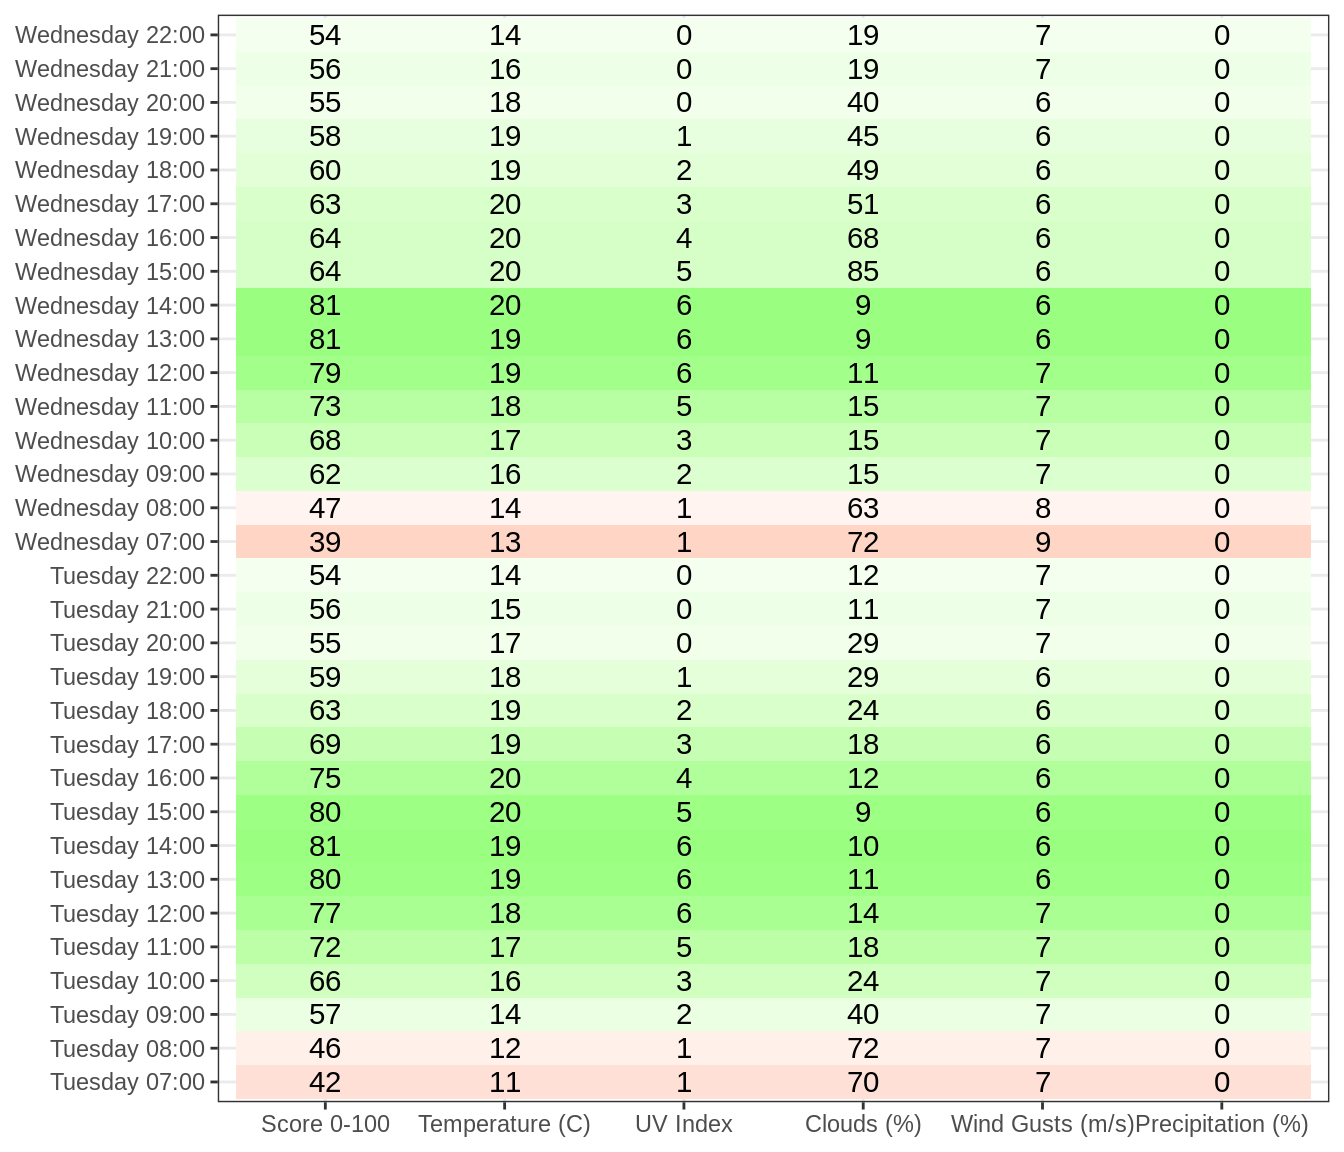 Wednesday 22:00 54 14 0 19 7 0
Wednesday 21:00 56 16 0 19 7 0
Wednesday 20:00 55 18 0 40 6 0
Wednesday 19:00 58 19 1 45 6 0
Wednesday 18:00 60 19 2 49 6 0
Wednesday 17:00 63 20 3 51 6 0
Wednesday 16:00 64 20 4 68 6 0
Wednesday 15:00 64 20 5 85 6 0
Wednesday 14:00 81 20 6 9 6 0
Wednesday 13:00 81 19 6 9 6 0
Wednesday 12:00 79 19 6 11 7 0
Wednesday 11:00 73 18 5 15 7 0
Wednesday 10:00 68 17 3 15 7 0
Wednesday 09:00 62 16 2 15 7 0
Wednesday 08:00 47 14 1 63 8 0
Wednesday 07:00 39 13 1 72 9 0
Tuesday 22:00 54 14 0 12 7 0
Tuesday 21:00 56 15 0 11 7 0
Tuesday 20:00 55 17 0 29 7 0
Tuesday 19:00 59 18 1 29 6 0
Tuesday 18:00 63 19 2 24 6 0
Tuesday 17:00 69 19 3 18 6 0
Tuesday 16:00 75 20 4 12 6 0
Tuesday 15:00 80 20 5 9 6 0
Tuesday 14:00 81 19 6 10 6 0
Tuesday 13:00 80 19 6 11 6 0
Tuesday 12:00 77 18 6 14 7 0
Tuesday 11:00 72 17 5 18 7 0
Tuesday 10:00 66 16 3 24 7 0
Tuesday 09:00 57 14 2 40 7 0
Tuesday 08:00 46 12 1 72 7 0
Tuesday 07:00 42 11 1 70 7 0
Score 0-100 Temperature (C) UV Index Clouds (%) Wind Gusts (m/s) Precipitation (%)